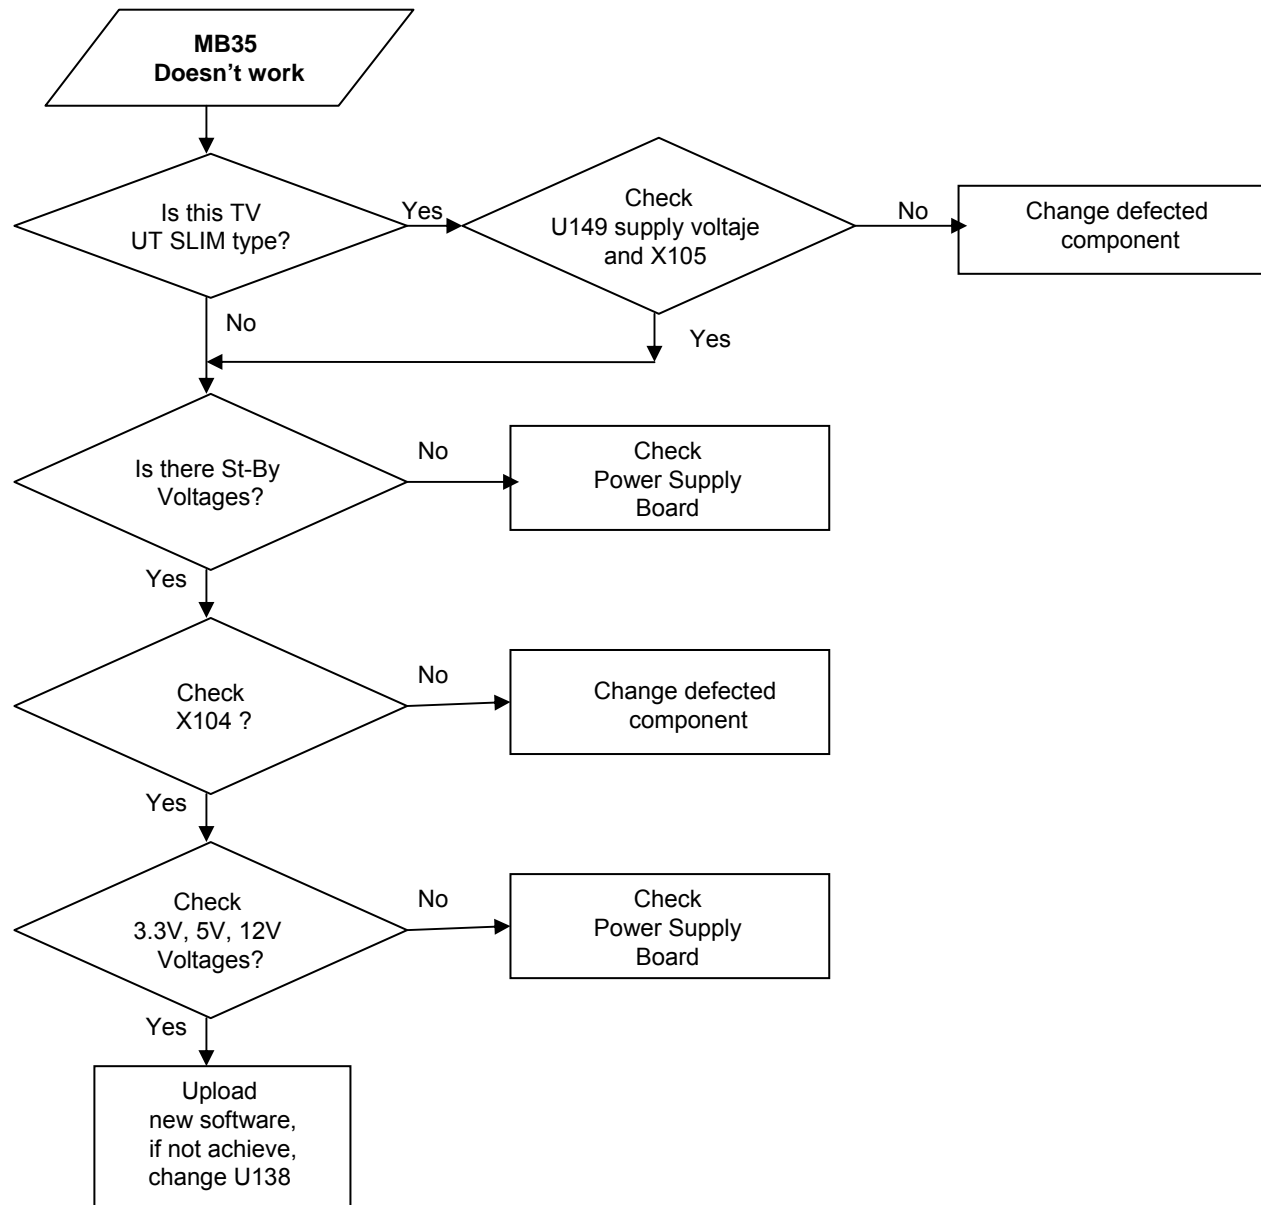 MB35
Doesn’t work
Is this TV
UT SLIM type?
Yes
Check
U149 supply voltaje
and X105
No
Change defected
component
No
Yes
Is there St-By
Voltages?
No
Check
Power Supply
Board
Yes
Check
X104 ?
No
Change defected
component
Yes
Check
3.3V, 5V, 12V
Voltages?
No
Check
Power Supply
Board
Yes
Upload
new software,
if not achieve,
change U138